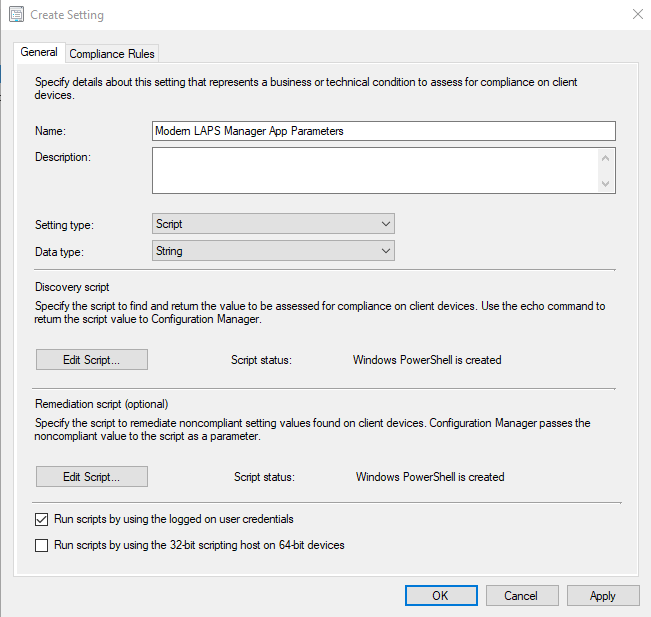 Create Setting
General
Compliance Rules
Specify details about this setting that represents a business or technical condition to assess for compliance on client
devices.
Name:
Modern LAPS Manager App Parameters
Description:
Setting type:
Script
Data type:
String
Discovery script
Specify the script to find and return the value to be assessed for compliance on client devices. Use the echo command to
return the script value to Configuration Manager.
Edit Script...
Script status:
Windows PowerShell is created
Remediation script (optional)
Specify the script to remediate noncompliant setting values found on client devices. Configuration Manager passes the
noncompliant value to the script as a parameter.
Edit Script...
Script status:
Windows PowerShell is created
Run scripts by using the logged on user credentials
Run scripts by using the 32-bit scripting host on 64-bit devices
OK
Cancel
Apply